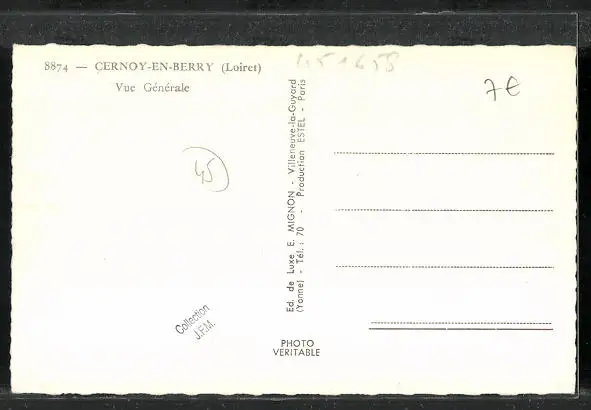 8874 — CERNOY-EN-BERRY (Loiret)
Vue Générale
7€
45
Ed. de Luxe E. MIGNON - Villeneuve-la-Guyard
(Yonne) - Tél. : 70 - Production ESTEL - Paris
Collection
J.F.M.
PHOTO
VERITABLE